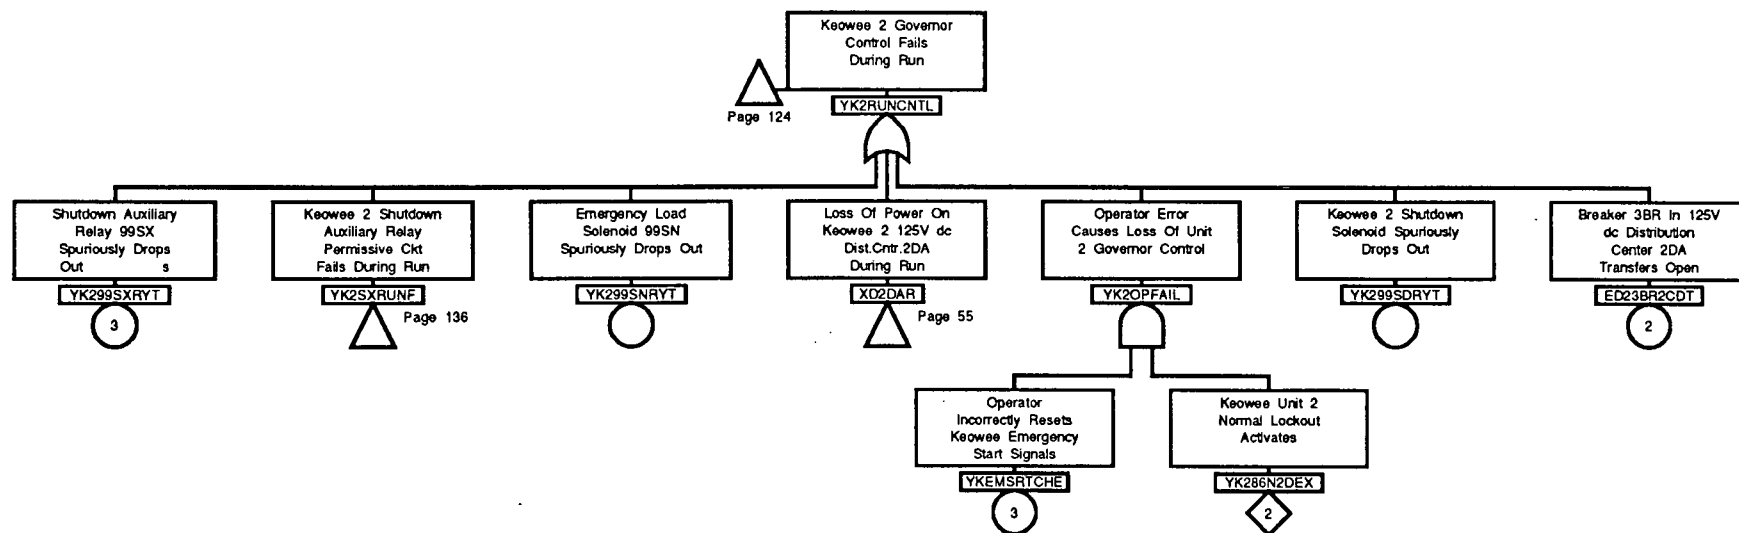 Keowee 2 Governor
Control Fails
During Run
YK2RUNCNTL
Page 124
Shutdown Auxiliary
Relay 99SX
Spuriously Drops
Out s
YK299SXRYT
3
Keowee 2 Shutdown
Auxiliary Relay
Permissive Ckt
Fails During Run
YK2SXRUNF
Page 136
Emergency Load
Solenoid 99SN
Spuriously Drops Out
YK299SNRYT
Loss Of Power On
Keowee 2 125V dc
Dist.Cntr.2DA
During Run
XD2DAR
Page 55
Operator Error
Causes Loss Of Unit
2 Governor Control
YK2OPFAIL
Keowee 2 Shutdown
Solenoid Spuriously
Drops Out
YK299SDRYT
Breaker 3BR In 125V
dc Distribution
Center 2DA
Transfers Open
ED23BR2CDT
2
Operator
Incorrectly Resets
Keowee Emergency
Start Signals
YKEMSRTCHE
3
Keowee Unit 2
Normal Lockout
Activates
YK286N2DEX
2